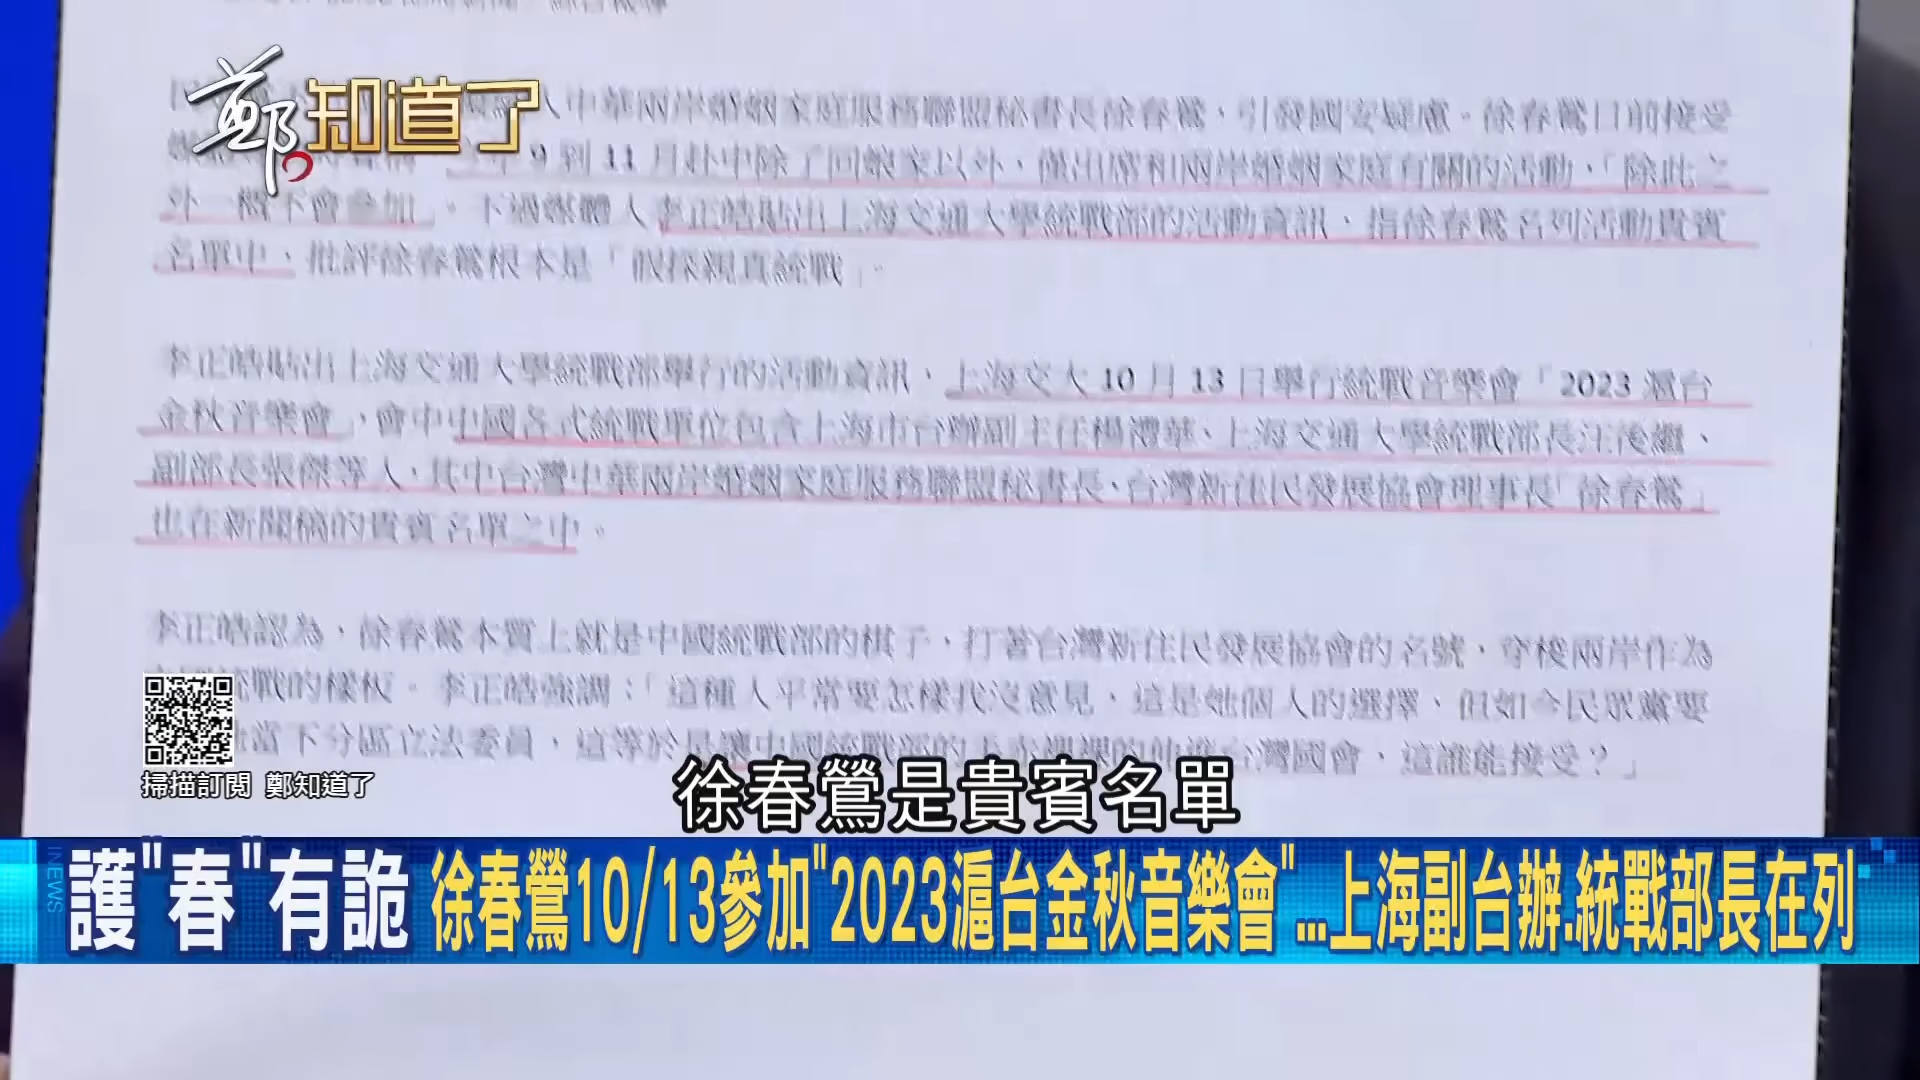 鄭知道了
人中華兩岸婚姻家庭服務聯盟秘書長徐春鶯，引發國安疑慮。徐春鶯日前接受
9 到 11 月赴中除了回娘家以外，僅出席和兩岸婚姻家庭有關的活動，「除此之
外一概不會參加」。不過媒體人李正皓貼出上海交通大學統戰部的活動資訊，指徐春鶯名列活動貴賓
名單中，批評徐春鶯根本是「假探親真統戰」。
李正皓貼出上海交通大學統戰部舉行的活動資訊，上海交大 10 月 13 日舉行統戰音樂會「2023 滬台
金秋音樂會」，會中中國各式統戰單位包含上海市台辦副主任楊禮華、上海交通大學統戰部長汪後繼、
副部長張傑等人，其中台灣中華兩岸婚姻家庭服務聯盟秘書長、台灣新住民發展協會理事長「徐春鶯」
也在新聞稿的貴賓名單之中。
李正皓認為，徐春鶯本質上就是中國統戰部的棋子，打著台灣新住民發展協會的名號，穿梭兩岸作為
統戰的樣板。李正皓強調：「這種人平常要怎樣我沒意見，這是她個人的選擇，但如今民眾黨要
當不分區立法委員，這等於是讓中國統戰部的手赤裸裸的伸進台灣國會，這誰能接受？」
掃描訂閱 鄭知道了
徐春鶯是貴賓名單
INEWS
護"春"有詭 徐春鶯10/13參加"2023滬台金秋音樂會"...上海副台辦.統戰部長在列